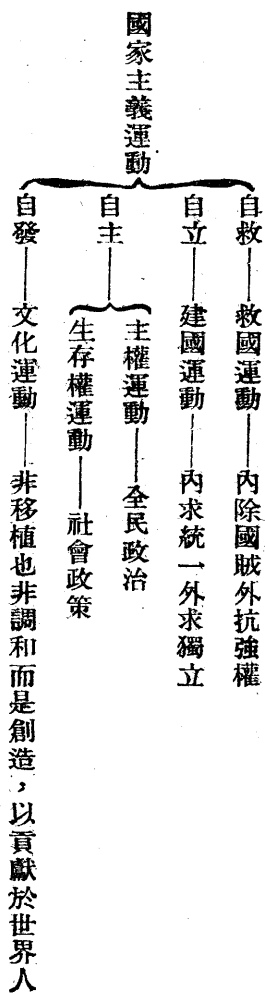 國家主義運動
自救——救國運動——內除國賊外抗強權
自立——建國運動——內求統一外求獨立
自主
主權運動——全民政治
生存權運動——社會政策
自發——文化運動——非移植也非調和而是創造，以貢獻於世界人